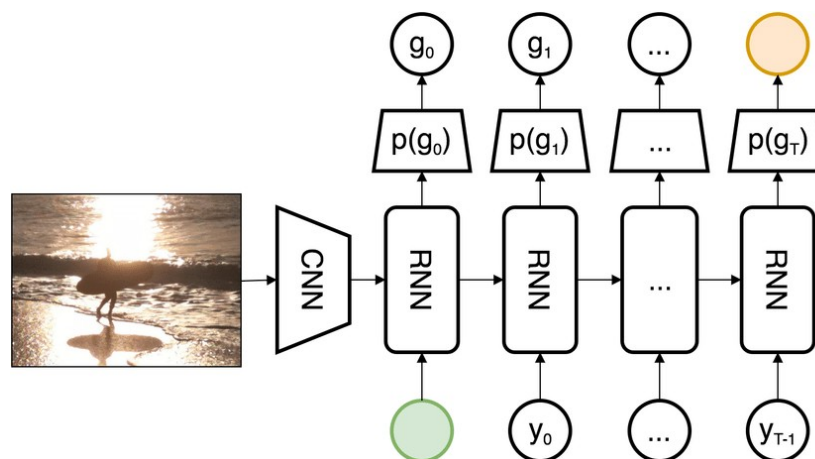 g₀ g₁ ...
p(g₀) p(g₁) ... p(g_T)
CNN RNN RNN ... RNN
y₀ ... y_T-1